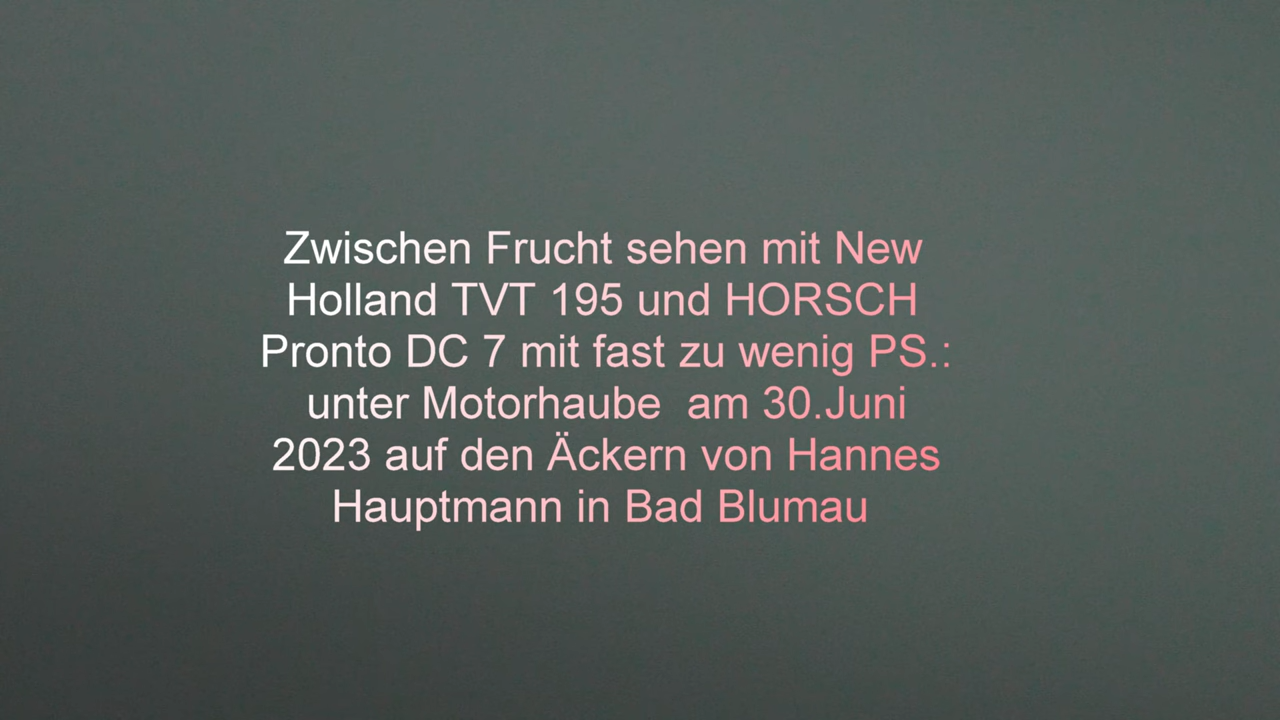 Zwischen Frucht sehen mit New
Holland TVT 195 und HORSCH
Pronto DC 7 mit fast zu wenig PS.:
unter Motorhaube  am 30.Juni
2023 auf den Äckern von Hannes
Hauptmann in Bad Blumau